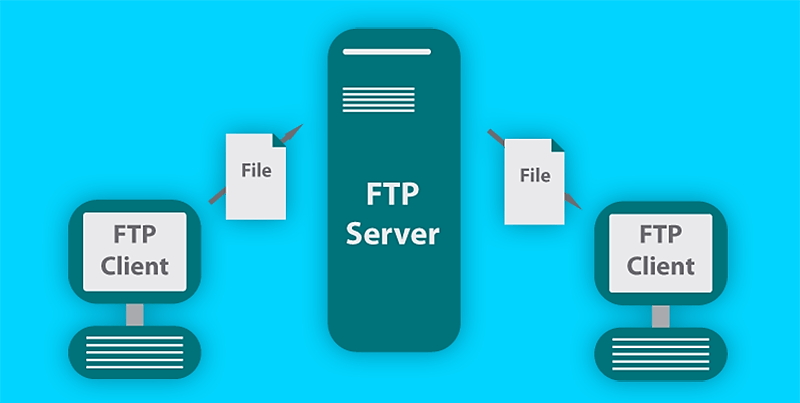 File
File
FTP
Server
FTP
Client
FTP
Client